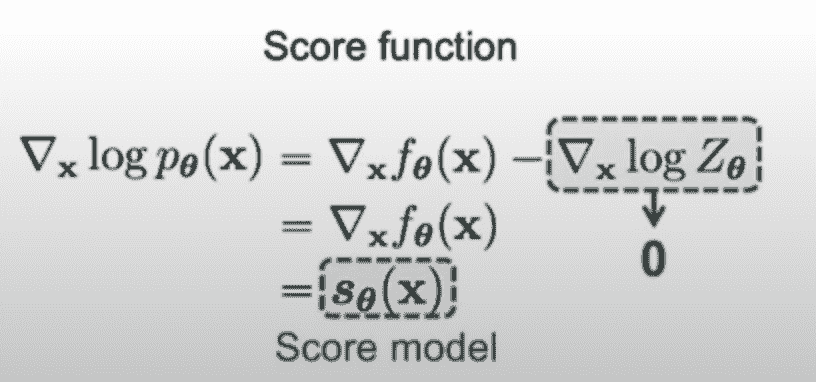 Score function
∇ₓ log p_θ(x) = ∇ₓ f_θ(x) − ∇ₓ log Z_θ
= ∇ₓ f_θ(x)
0
= s_θ(x)
Score model